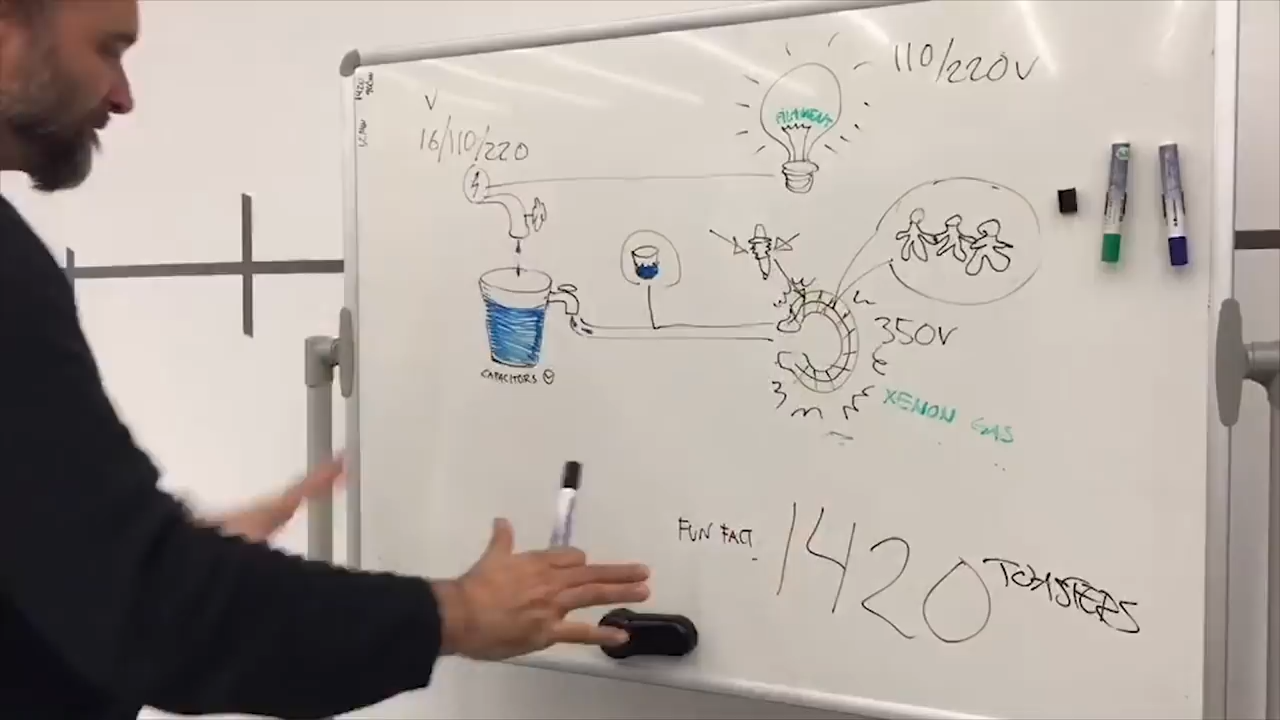 110/220V
V
16/110/220
FILAMENT
350V
CAPACITORS
XENON GAS
FUN FACT
1420 TOASTERS